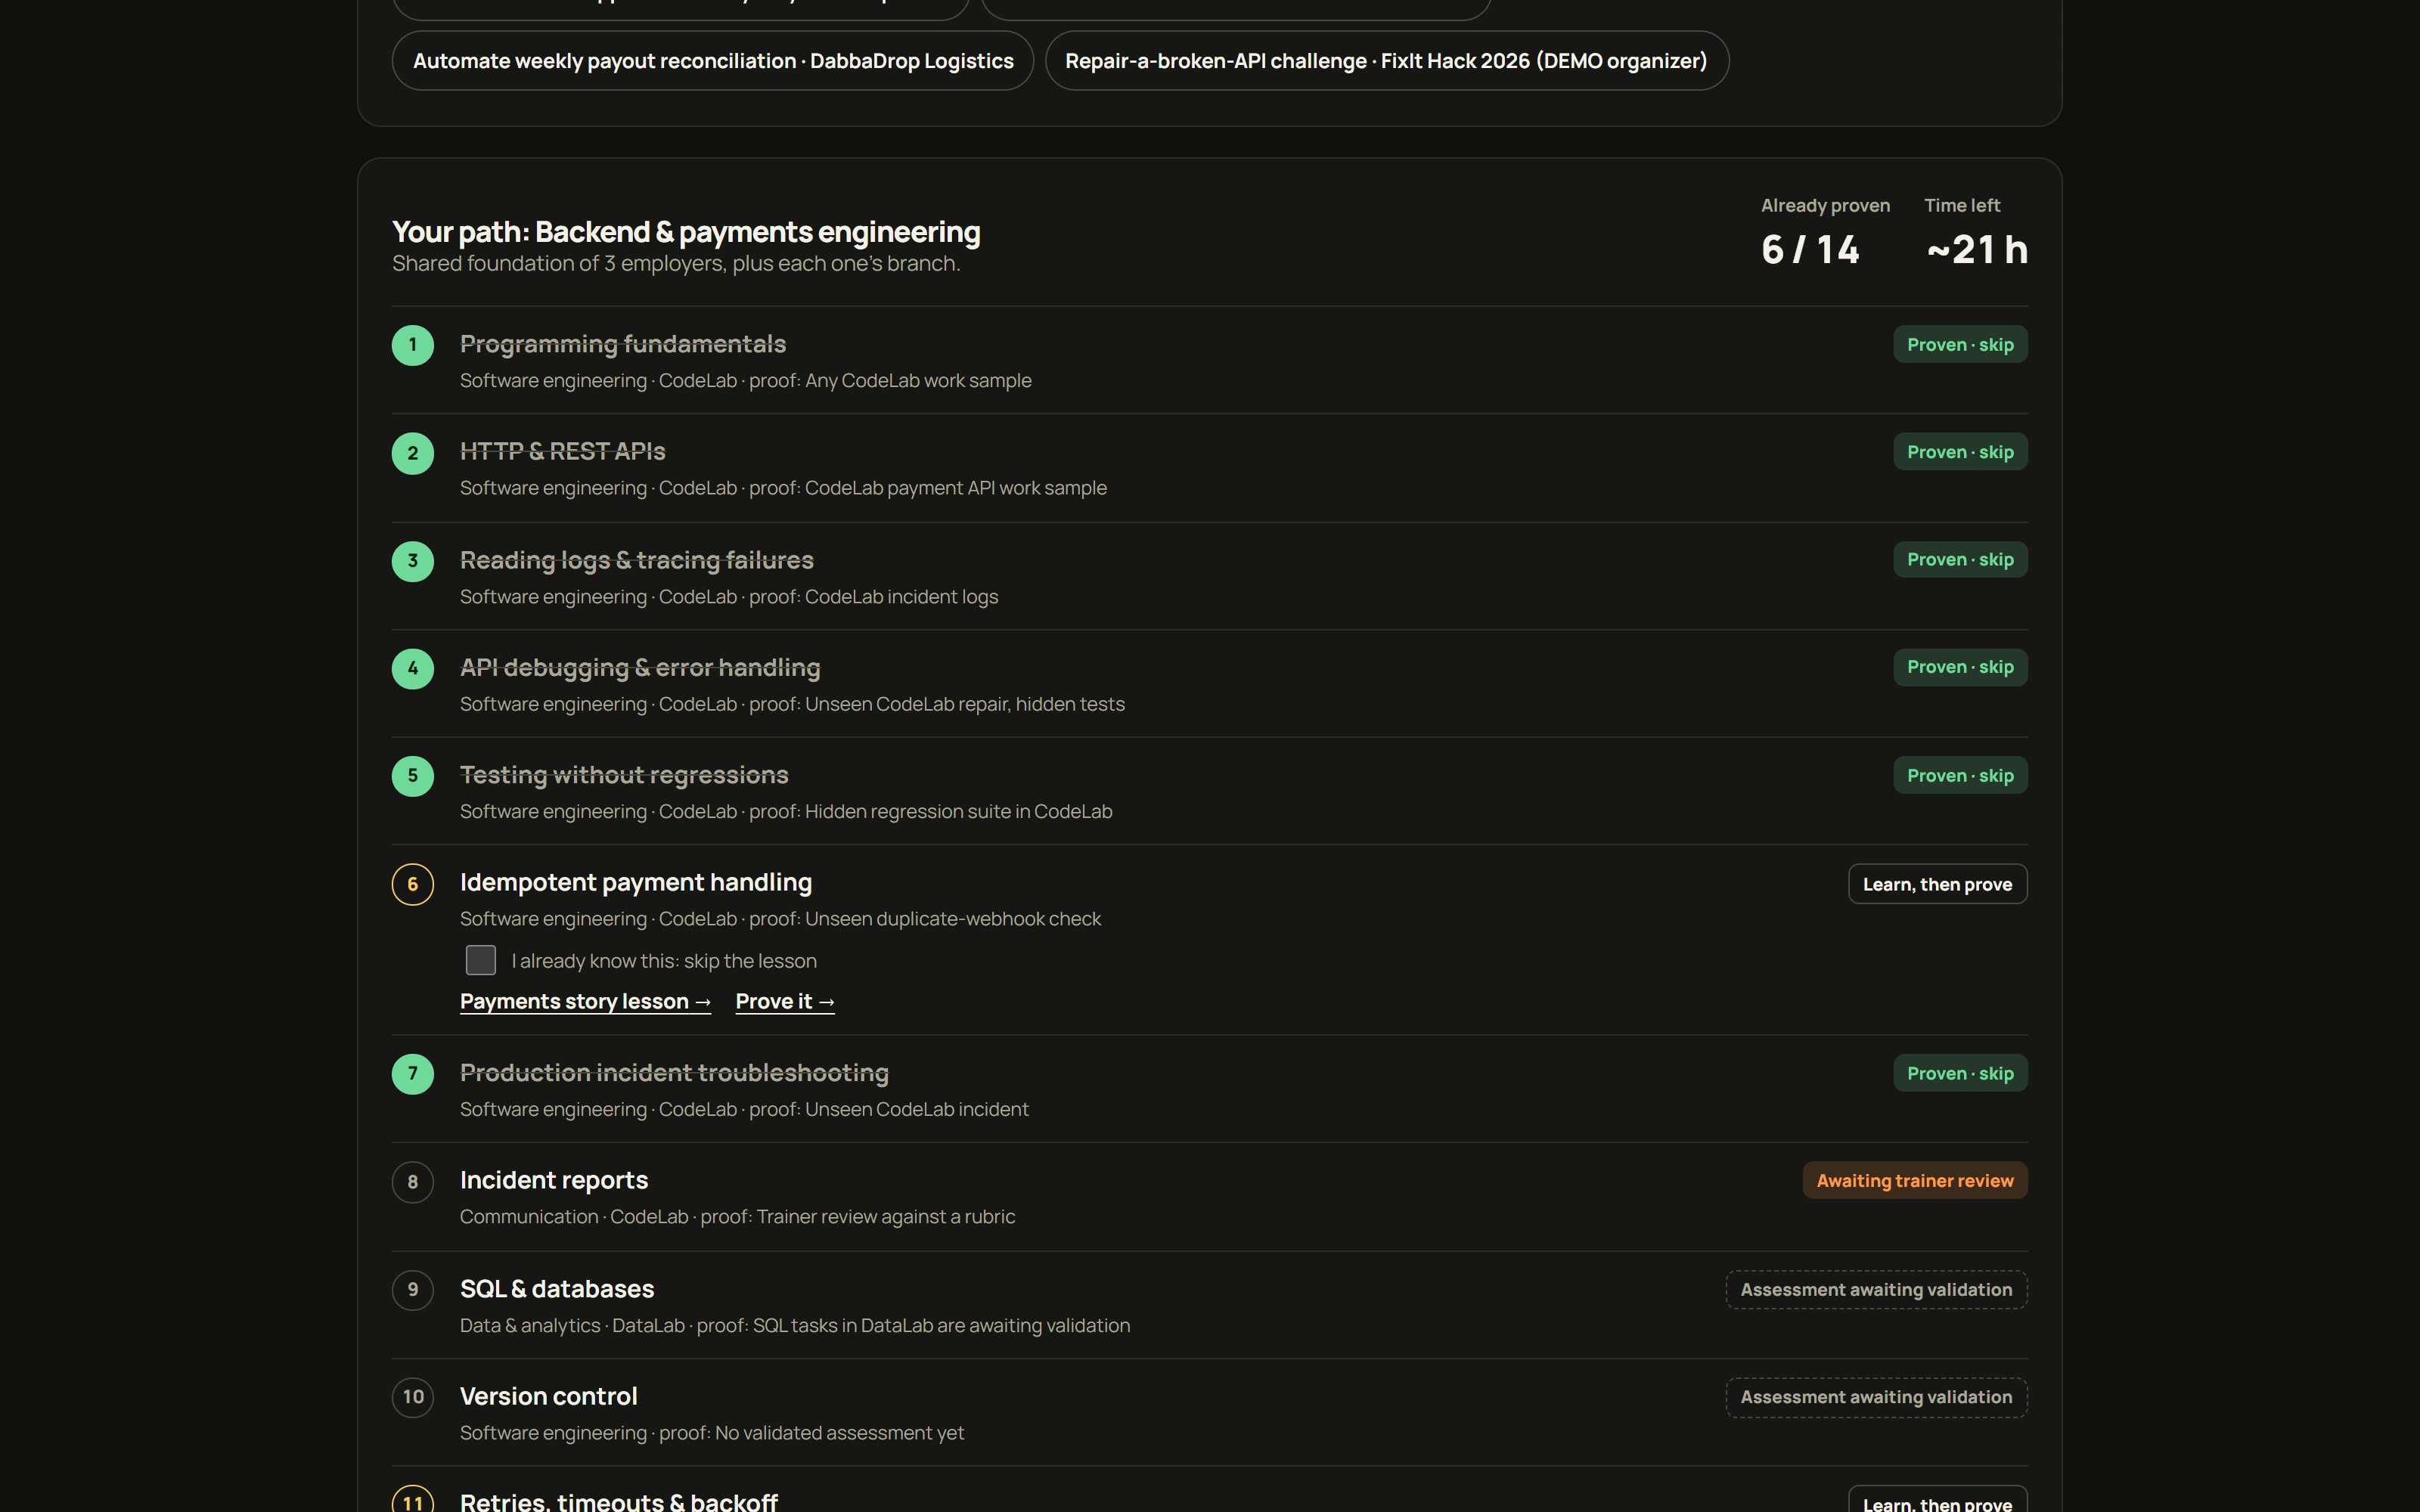 Automate weekly payout reconciliation · DabbaDrop Logistics
Repair-a-broken-API challenge · FixIt Hack 2026 (DEMO organizer)
Your path: Backend & payments engineering
Shared foundation of 3 employers, plus each one's branch.
Already proven
6 / 14
Time left
~21 h
1
Programming fundamentals
Proven · skip
Software engineering · CodeLab · proof: Any CodeLab work sample
2
HTTP & REST APIs
Proven · skip
Software engineering · CodeLab · proof: CodeLab payment API work sample
3
Reading logs & tracing failures
Proven · skip
Software engineering · CodeLab · proof: CodeLab incident logs
4
API debugging & error handling
Proven · skip
Software engineering · CodeLab · proof: Unseen CodeLab repair, hidden tests
5
Testing without regressions
Proven · skip
Software engineering · CodeLab · proof: Hidden regression suite in CodeLab
6
Idempotent payment handling
Learn, then prove
Software engineering · CodeLab · proof: Unseen duplicate-webhook check
I already know this: skip the lesson
Payments story lesson → Prove it →
7
Production incident troubleshooting
Proven · skip
Software engineering · CodeLab · proof: Unseen CodeLab incident
8
Incident reports
Awaiting trainer review
Communication · CodeLab · proof: Trainer review against a rubric
9
SQL & databases
Assessment awaiting validation
Data & analytics · DataLab · proof: SQL tasks in DataLab are awaiting validation
10
Version control
Assessment awaiting validation
Software engineering · proof: No validated assessment yet
11
Retries, timeouts & backoff
Learn, then prove